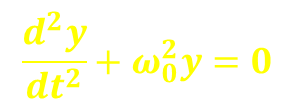 d²y/dt² + ω₀²y = 0